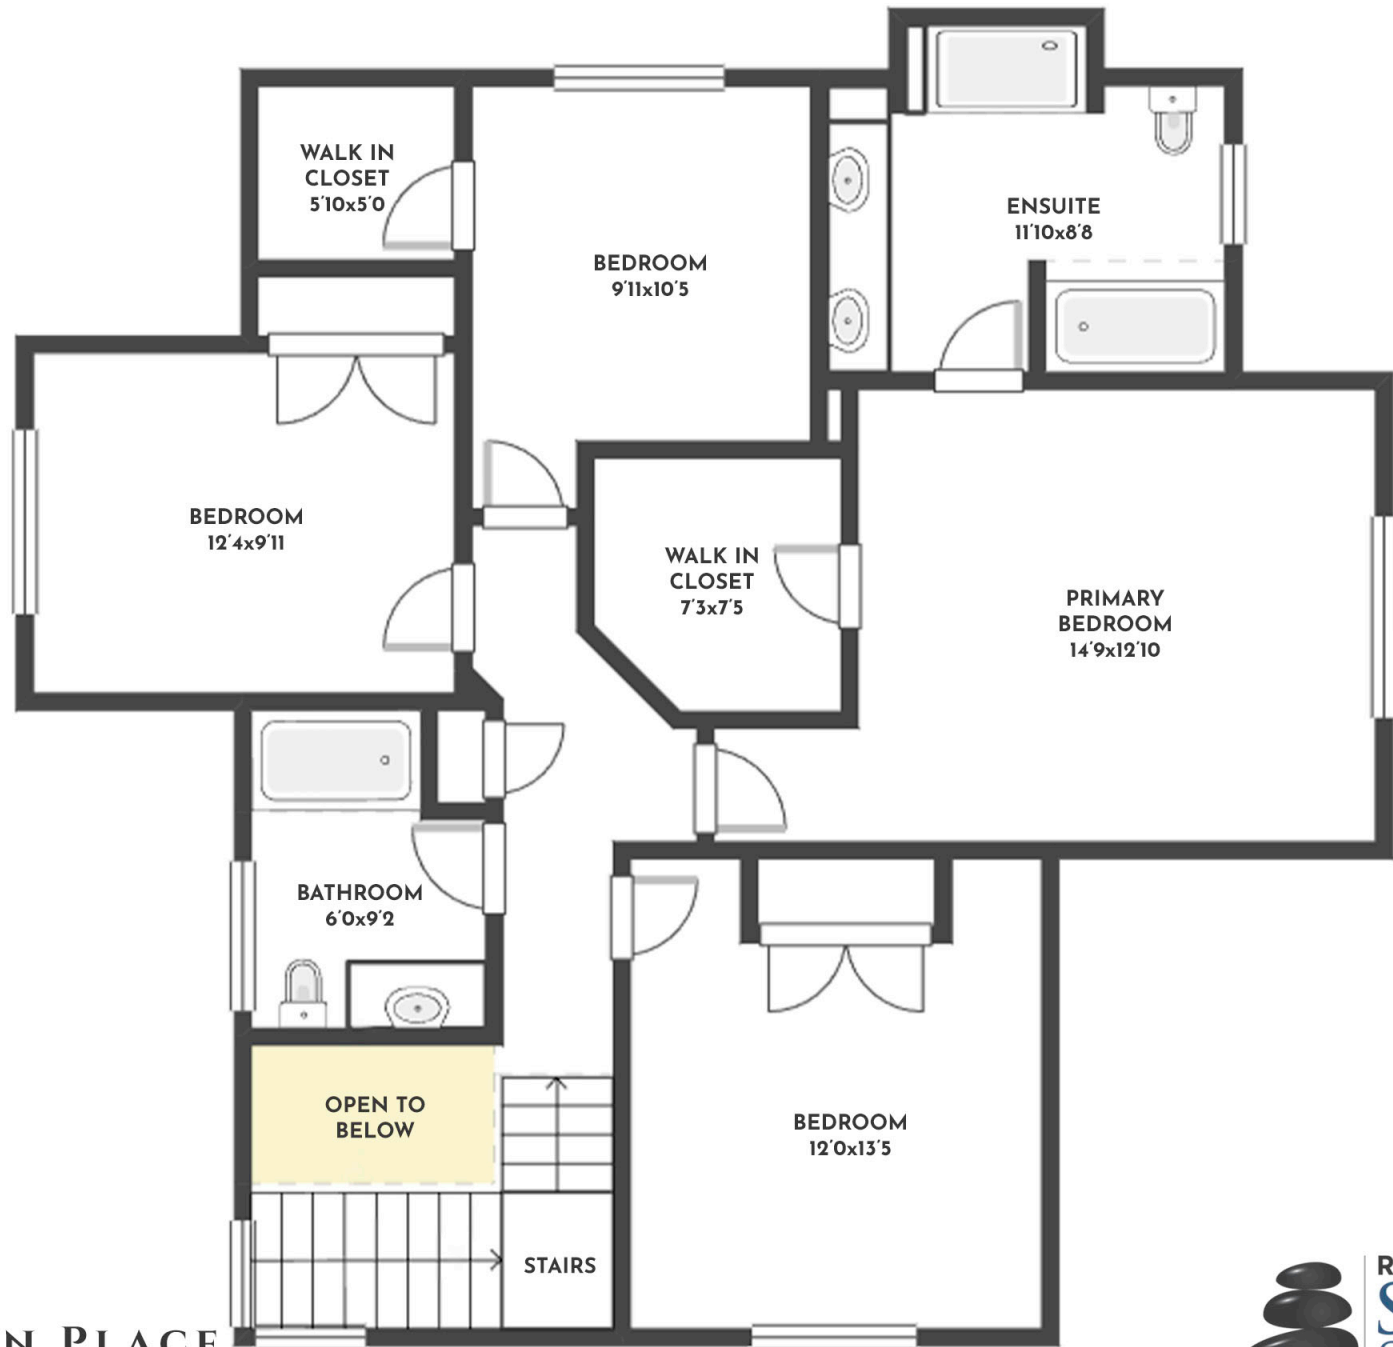 WALK IN
CLOSET
5'10x5'0
BEDROOM
9'11x10'5
ENSUITE
11'10x8'8
BEDROOM
12'4x9'11
WALK IN
CLOSET
7'3x7'5
PRIMARY
BEDROOM
14'9x12'10
BATHROOM
6'0x9'2
OPEN TO
BELOW
BEDROOM
12'0x13'5
STAIRS
N PLACE
R
S